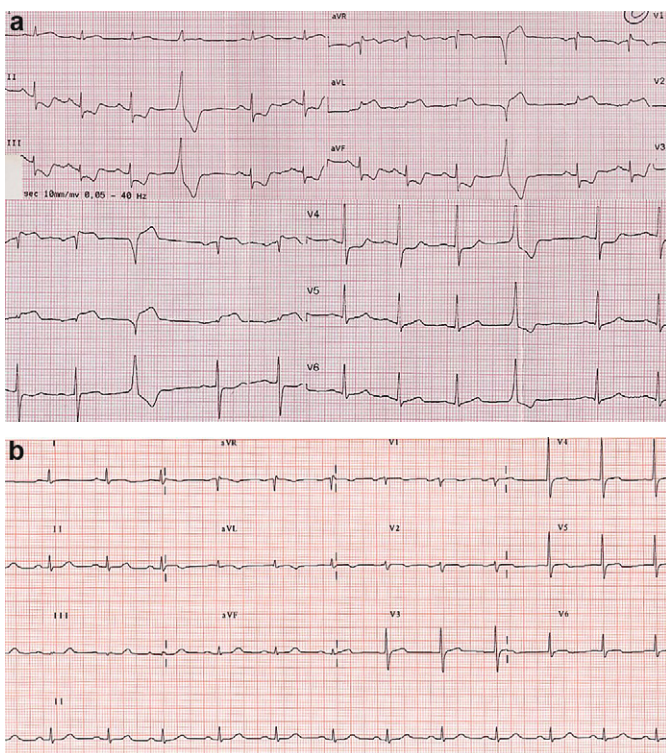 a
aVR V1
II aVL V2
III aVF V3
sec 10mm/mv 0,05 - 40 Hz
V4
V5
V6
b
I aVR V1 V4
II aVL V2 V5
III aVF V3 V6
II